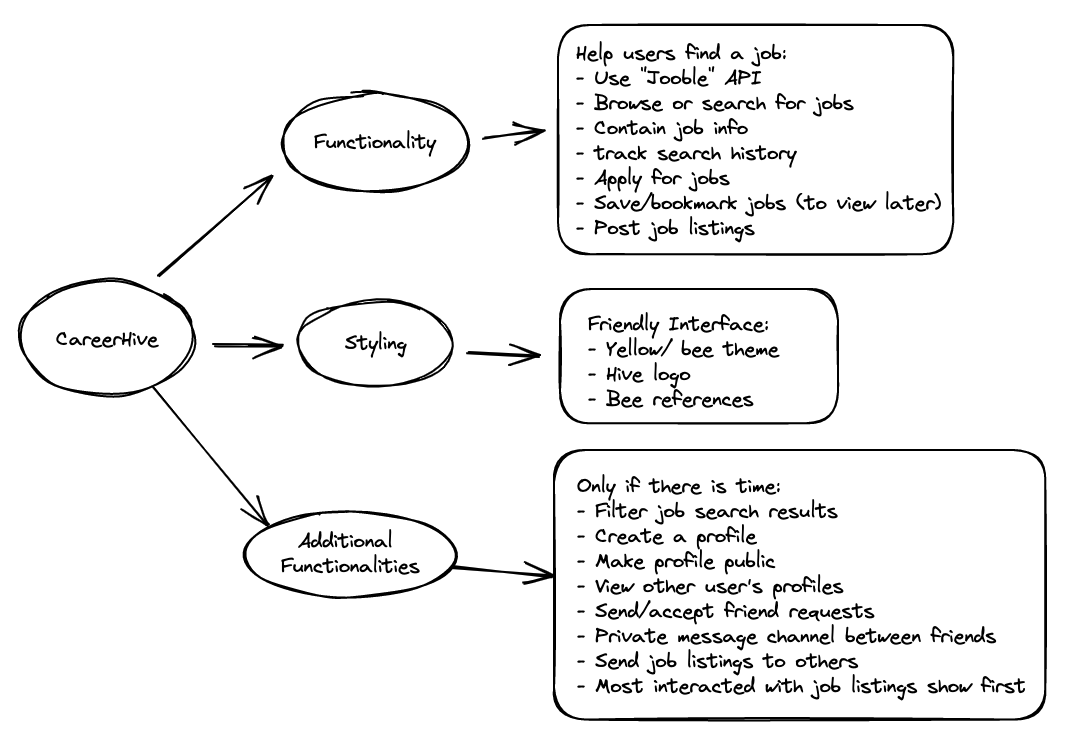 Help users find a job:
- Use "Jooble" API
- Browse or search for jobs
- Contain job info
- track search history
- Apply for jobs
- Save/bookmark jobs (to view later)
- Post job listings
Functionality
CareerHive
Styling
Friendly Interface:
- Yellow/ bee theme
- Hive logo
- Bee references
Additional
Functionalities
Only if there is time:
- Filter job search results
- Create a profile
- Make profile public
- View other user's profiles
- Send/accept friend requests
- Private message channel between friends
- Send job listings to others
- Most interacted with job listings show first